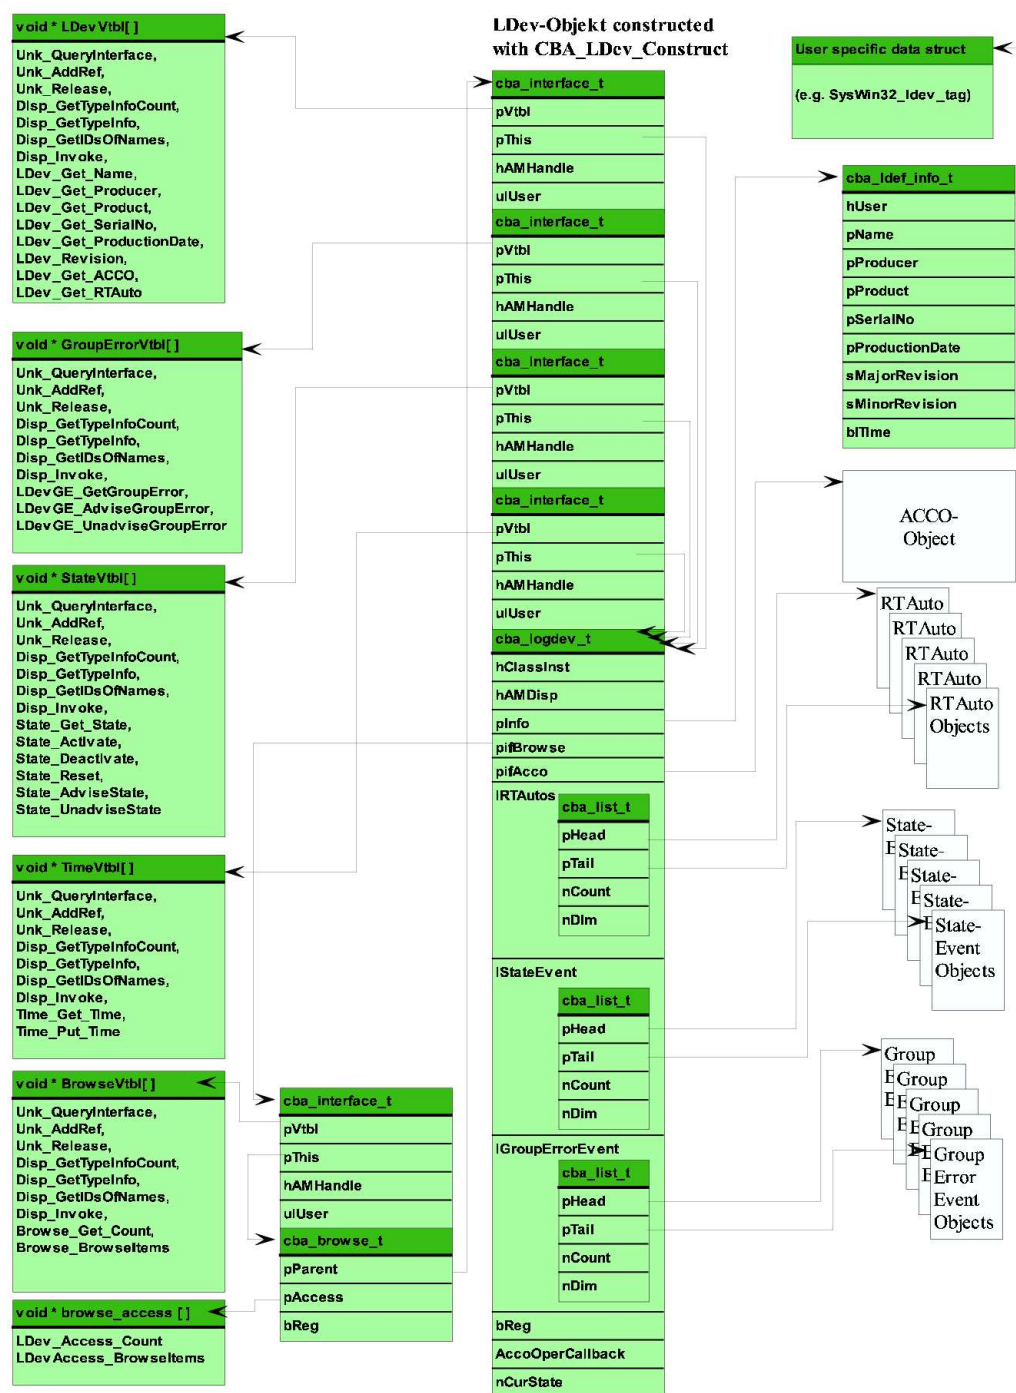 void * LDevVtbl[]
Unk_QueryInterface,
Unk_AddRef,
Unk_Release,
Disp_GetTypeInfoCount,
Disp_GetTypeInfo,
Disp_GetIDsOfNames,
Disp_Invoke,
LDev_Get_Name,
LDev_Get_Producer,
LDev_Get_Product,
LDev_Get_SerialNo,
LDev_Get_ProductionDate,
LDev_Revision,
LDev_Get_ACCO,
LDev_Get_RTAuto
void * GroupErrorVtbl[]
Unk_QueryInterface,
Unk_AddRef,
Unk_Release,
Disp_GetTypeInfoCount,
Disp_GetTypeInfo,
Disp_GetIDsOfNames,
Disp_Invoke,
LDevGE_GetGroupError,
LDevGE_AdviseGroupError,
LDevGE_UnadviseGroupError
void * StateVtbl[]
Unk_QueryInterface,
Unk_AddRef,
Unk_Release,
Disp_GetTypeInfoCount,
Disp_GetTypeInfo,
Disp_GetIDsOfNames,
Disp_Invoke,
State_Get_State,
State_Activate,
State_Deactivate,
State_Reset,
State_AdviseState,
State_UnadviseState
void * TimeVtbl[]
Unk_QueryInterface,
Unk_AddRef,
Unk_Release,
Disp_GetTypeInfoCount,
Disp_GetTypeInfo,
Disp_GetIDsOfNames,
Disp_Invoke,
Time_Get_Time,
Time_Put_Time
void * BrowseVtbl[]
Unk_QueryInterface,
Unk_AddRef,
Unk_Release,
Disp_GetTypeInfoCount,
Disp_GetTypeInfo,
Disp_GetIDsOfNames,
Disp_Invoke,
Browse_Get_Count,
Browse_BrowseItems
void * browse_access []
LDev_Access_Count
LDevAccess_BrowseItems
cba_interface_t
pVtbl
pThis
hAMHandle
ulUser
cba_browse_t
pParent
pAccess
bReg
LDev-Objekt constructed
with CBA_LDev_Construct
cba_interface_t
pVtbl
pThis
hAMHandle
ulUser
cba_interface_t
pVtbl
pThis
hAMHandle
ulUser
cba_interface_t
pVtbl
pThis
hAMHandle
ulUser
cba_interface_t
pVtbl
pThis
hAMHandle
ulUser
cba_logdev_t
hClassInst
hAMDisp
pInfo
pifBrowse
pifAcco
lRTAutos
cba_list_t
pHead
pTail
nCount
nDim
lStateEvent
cba_list_t
pHead
pTail
nCount
nDim
lGroupErrorEvent
cba_list_t
pHead
pTail
nCount
nDim
bReg
AccoOperCallback
nCurState
User specific data struct
(e.g. SysWin32_ldev_tag)
cba_ldef_info_t
hUser
pName
pProducer
pProduct
pSerialNo
pProductionDate
sMajorRevision
sMinorRevision
blTime
ACCO-
Object
RTAuto
RTAuto
RTAuto
RTAuto
RTAuto
Objects
State-
E
State-
E
State-
E
State-
E
State-
Event
Objects
Group
E
E
Group
E
E
Group
E
E
Group
E
E
Group
Error
Event
Objects